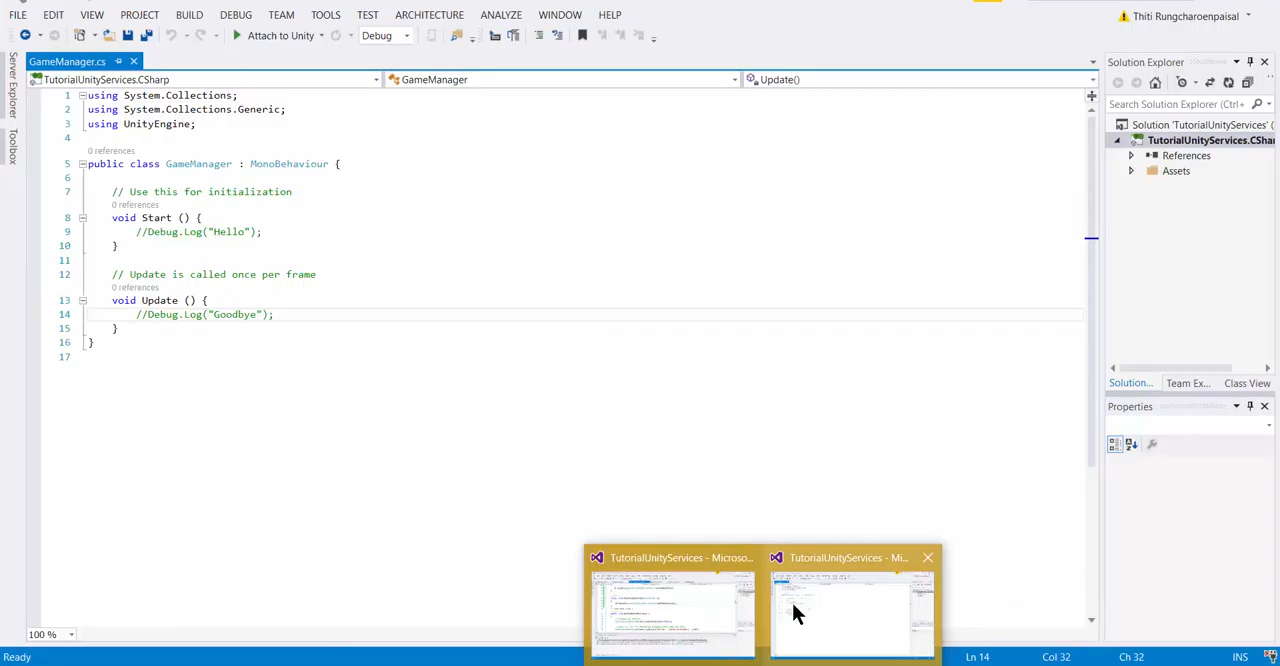 FILE EDIT VIEW PROJECT BUILD DEBUG TEAM TOOLS TEST ARCHITECTURE ANALYZE WINDOW HELP Thiti Rungcharoenpaisal
Attach to Unity Debug
GameManager.cs
TutorialUnityServices.CSharp GameManager Update()
Server Explorer
Toolbox
1 using System.Collections;
2 using System.Collections.Generic;
3 using UnityEngine;
4
0 references
5 public class GameManager : MonoBehaviour {
6
7 // Use this for initialization
0 references
8 void Start () {
9 //Debug.Log("Hello");
10 }
11
12 // Update is called once per frame
0 references
13 void Update () {
14 //Debug.Log("Goodbye");
15 }
16 }
17
Solution Explorer
Search Solution Explorer (Ctrl+
Solution 'TutorialUnityServices' (
TutorialUnityServices.CShar
References
Assets
Solution... Team Ex... Class View
Properties
TutorialUnityServices - Microso... TutorialUnityServices - Mi...
100 %
Ready Ln 14 Col 32 Ch 32 INS